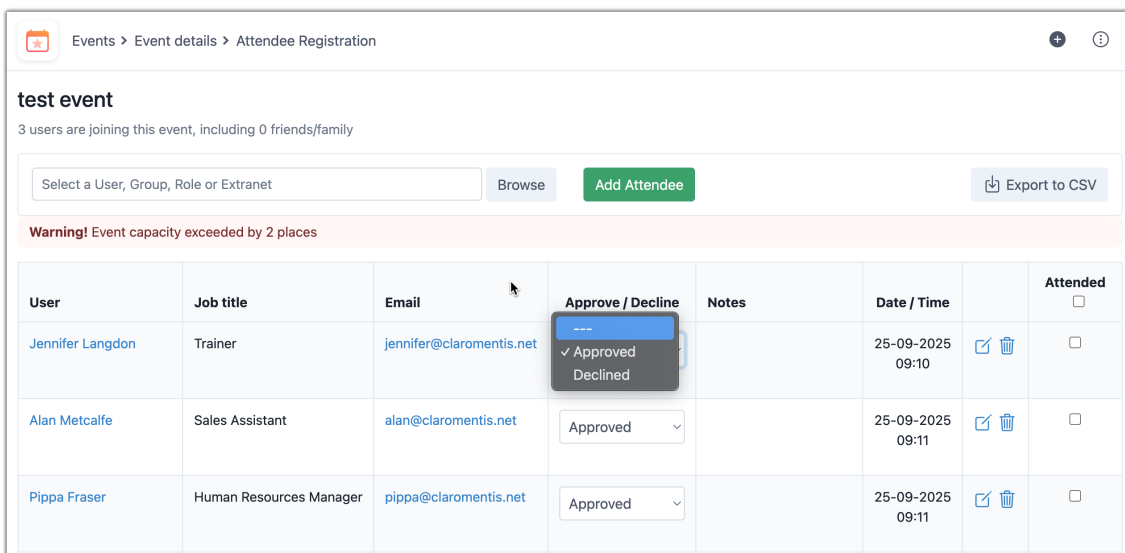 Events > Event details > Attendee Registration
test event
3 users are joining this event, including 0 friends/family
Select a User, Group, Role or Extranet Browse Add Attendee Export to CSV
Warning! Event capacity exceeded by 2 places
User Job title Email Approve / Decline Notes Date / Time Attended
Jennifer Langdon Trainer jennifer@claromentis.net 25-09-2025
09:10
---
✓ Approved
Declined
Alan Metcalfe Sales Assistant alan@claromentis.net Approved 25-09-2025
09:11
Pippa Fraser Human Resources Manager pippa@claromentis.net Approved 25-09-2025
09:11